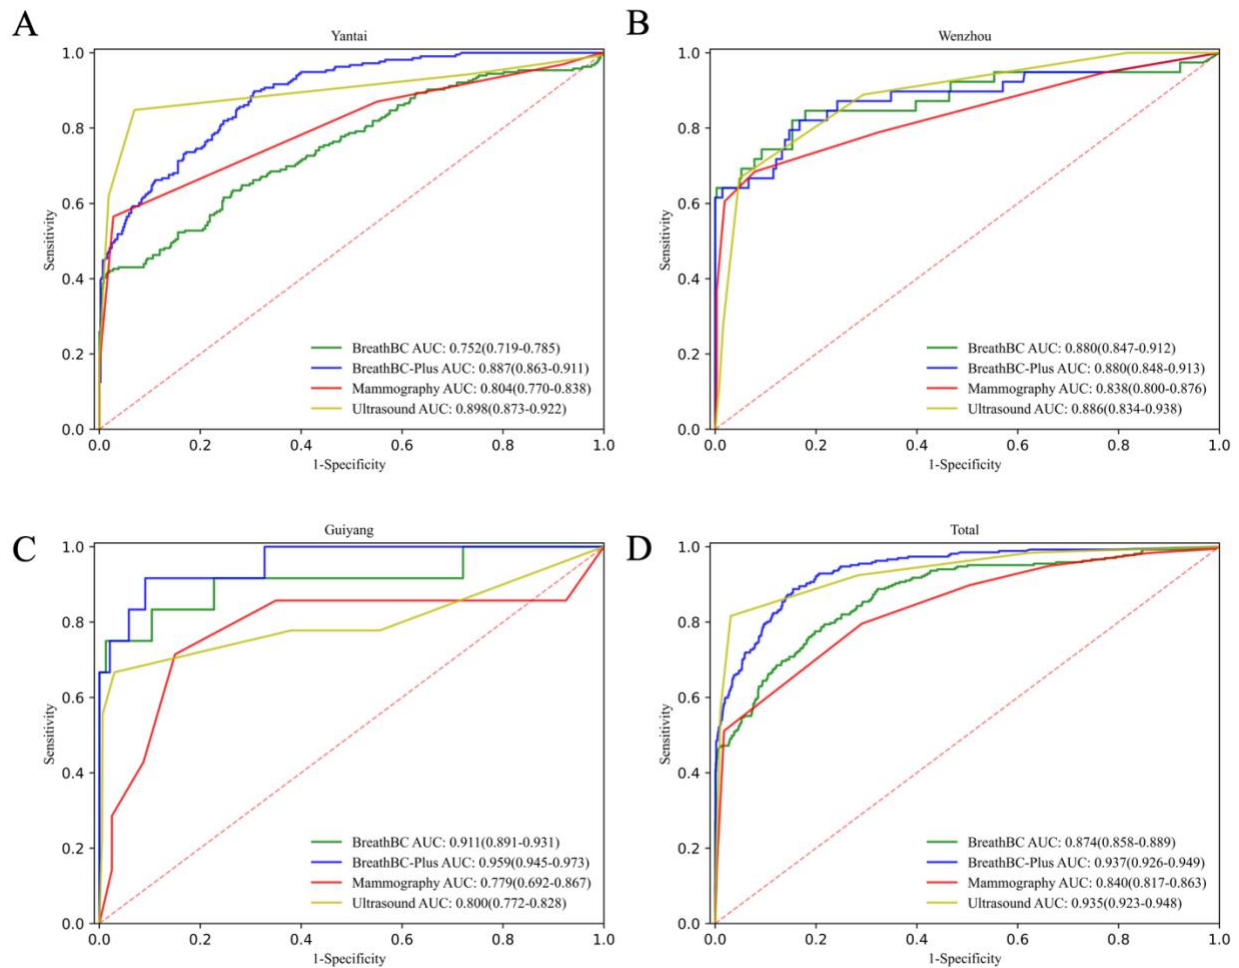 A
Yantai
1.0
0.8
0.6
0.4
0.2
0.0
Sensitivity
BreathBC AUC: 0.752(0.719-0.785)
BreathBC-Plus AUC: 0.887(0.863-0.911)
Mammography AUC: 0.804(0.770-0.838)
Ultrasound AUC: 0.898(0.873-0.922)
0.0 0.2 0.4 0.6 0.8 1.0
1-Specificity
B
Wenzhou
1.0
0.8
0.6
0.4
0.2
0.0
Sensitivity
BreathBC AUC: 0.880(0.847-0.912)
BreathBC-Plus AUC: 0.880(0.848-0.913)
Mammography AUC: 0.838(0.800-0.876)
Ultrasound AUC: 0.886(0.834-0.938)
0.0 0.2 0.4 0.6 0.8 1.0
1-Specificity
C
Guiyang
1.0
0.8
0.6
0.4
0.2
0.0
Sensitivity
BreathBC AUC: 0.911(0.891-0.931)
BreathBC-Plus AUC: 0.959(0.945-0.973)
Mammography AUC: 0.779(0.692-0.867)
Ultrasound AUC: 0.800(0.772-0.828)
0.0 0.2 0.4 0.6 0.8 1.0
1-Specificity
D
Total
1.0
0.8
0.6
0.4
0.2
0.0
Sensitivity
BreathBC AUC: 0.874(0.858-0.889)
BreathBC-Plus AUC: 0.937(0.926-0.949)
Mammography AUC: 0.840(0.817-0.863)
Ultrasound AUC: 0.935(0.923-0.948)
0.0 0.2 0.4 0.6 0.8 1.0
1-Specificity